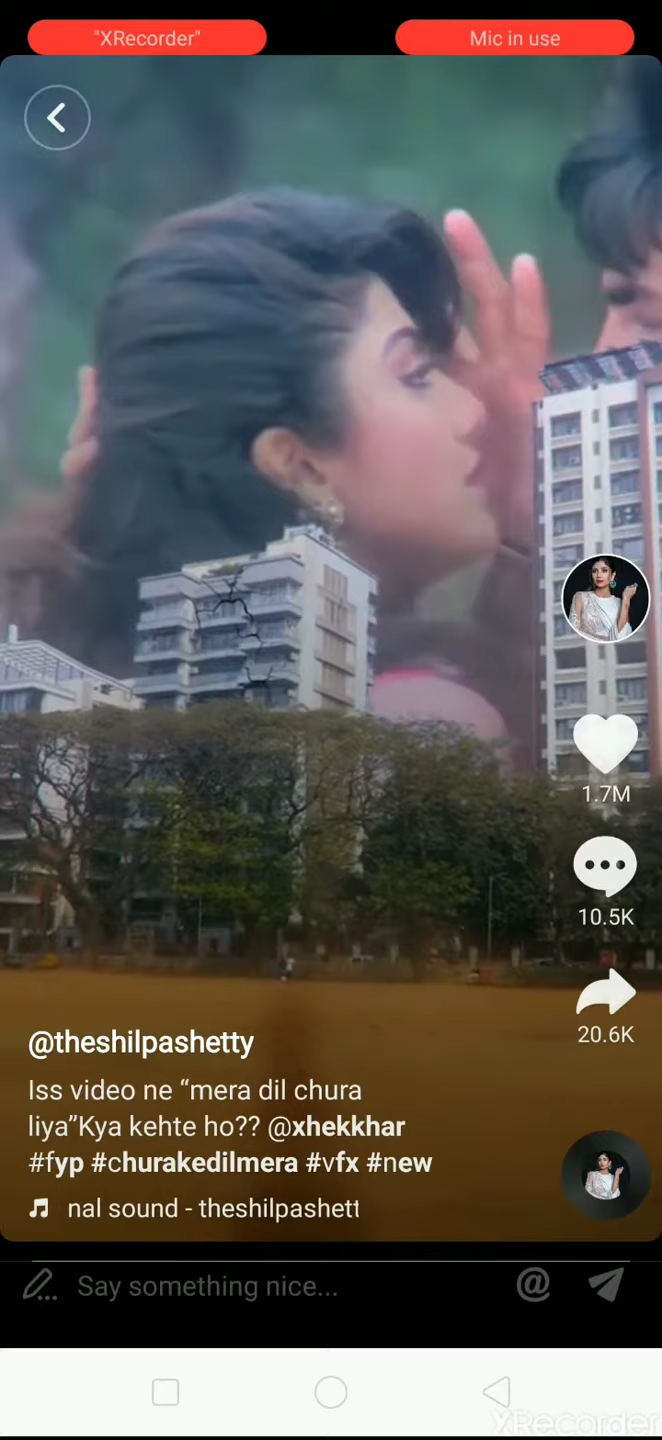 "XRecorder"
Mic in use
1.7M
10.5K
20.6K
@theshilpashetty
Iss video ne “mera dil chura
liya”Kya kehte ho?? @xhekkhar
#fyp #churakedilmera #vfx #new
nal sound - theshilpashett
Say something nice...
XRecorder